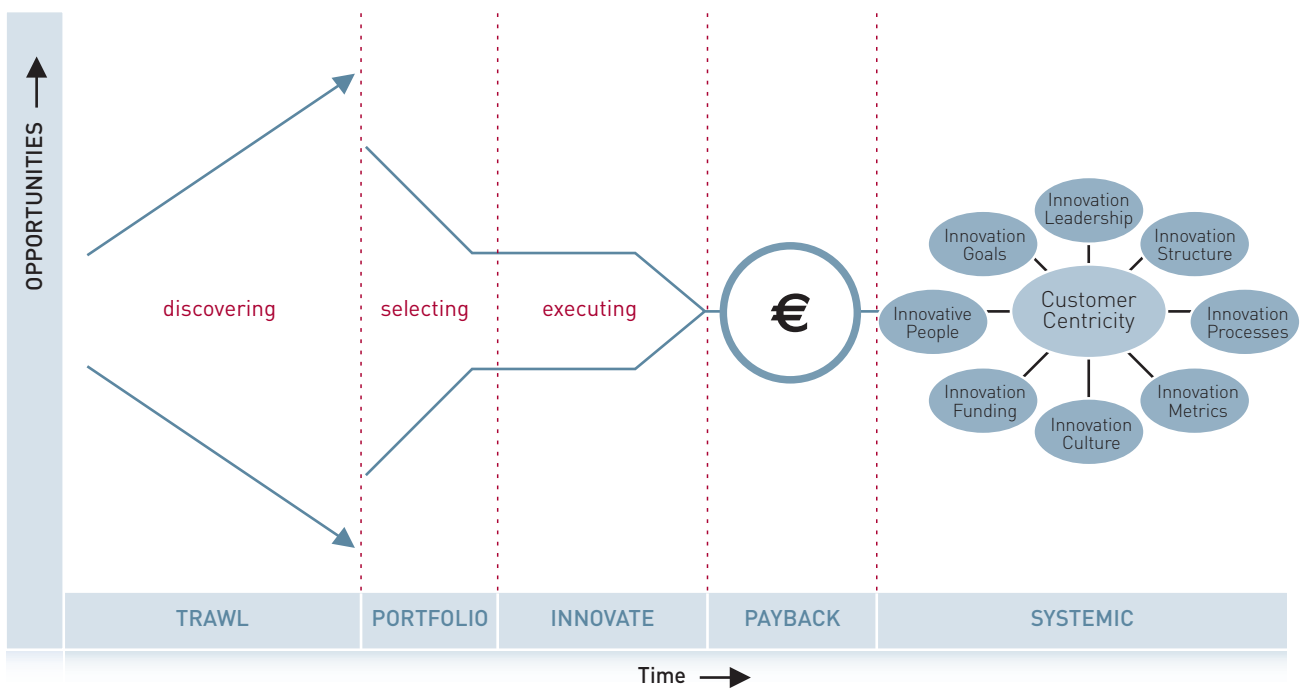 OPPORTUNITIES
discovering
selecting
executing
€
Innovation
Leadership
Innovation
Structure
Innovation
Processes
Innovation
Metrics
Innovation
Culture
Innovation
Funding
Innovative
People
Innovation
Goals
Customer
Centricity
TRAWL
PORTFOLIO
INNOVATE
PAYBACK
SYSTEMIC
Time